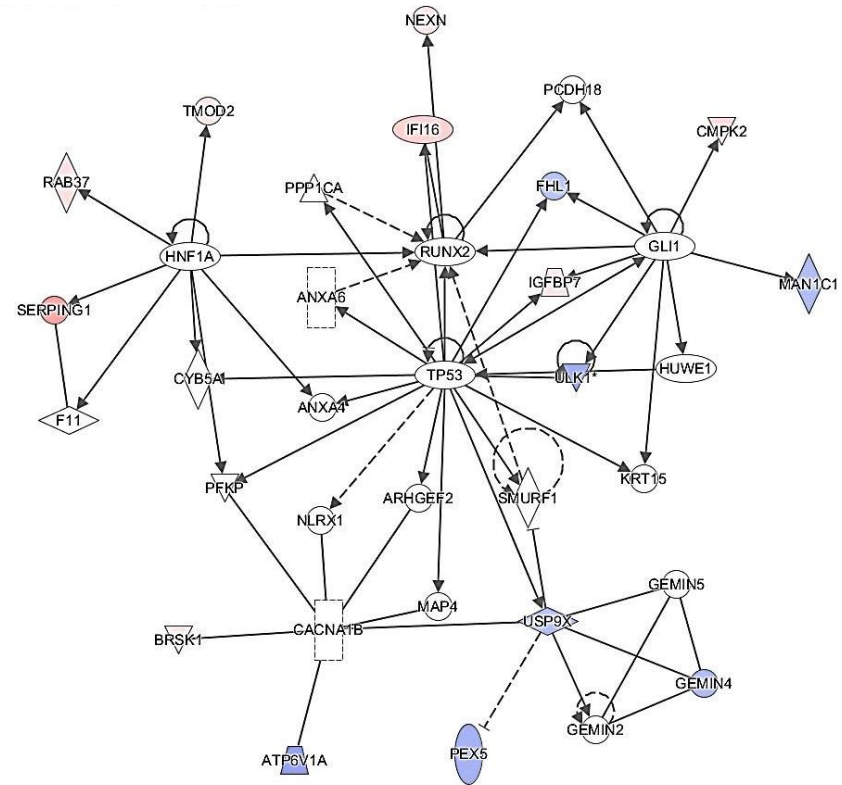 NEXN
PCDH18
TMOD2
IFI16
CMPK2
RAB37
PPP1CA
FHL1
HNF1A
RUNX2
GLI1
IGFBP7
MAN1C1
ANXA6
SERPING1
CYB5A
TP53
ULK1*
HUWE1
F11
ANXA4
PFKP
ARHGEF2
SMURF1
KRT15
NLRX1
GEMIN5
MAP4
CACNA1B
USP9X
BRSK1
GEMIN4
GEMIN2
ATP6V1A
PEX5